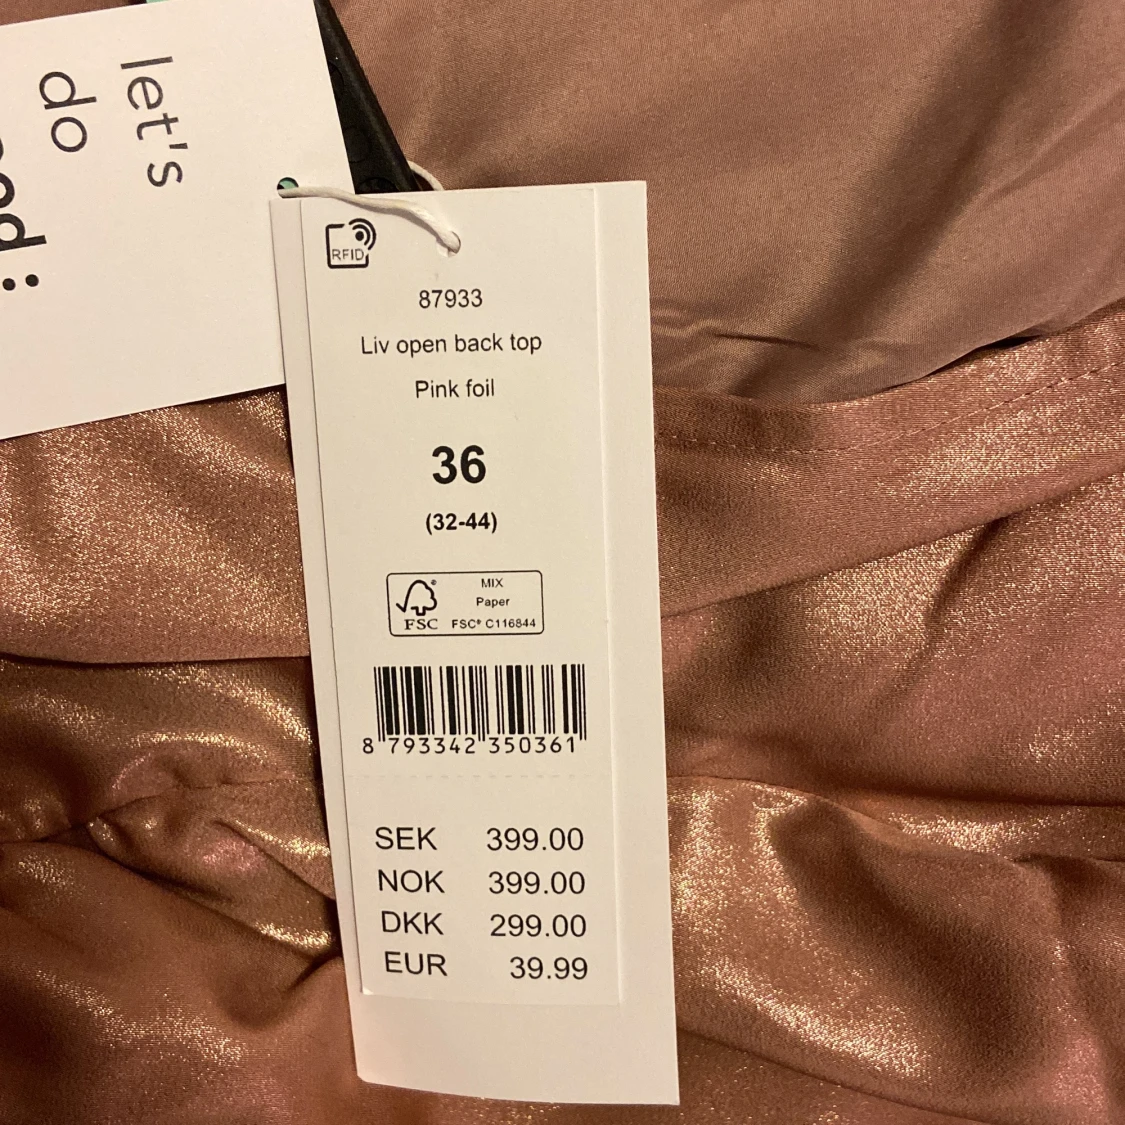 let's
do
RFID
87933
Liv open back top
Pink foil
36
(32-44)
MIX
Paper
FSC® C116844
FSC
8 793342 350361
SEK 399.00
NOK 399.00
DKK 299.00
EUR 39.99